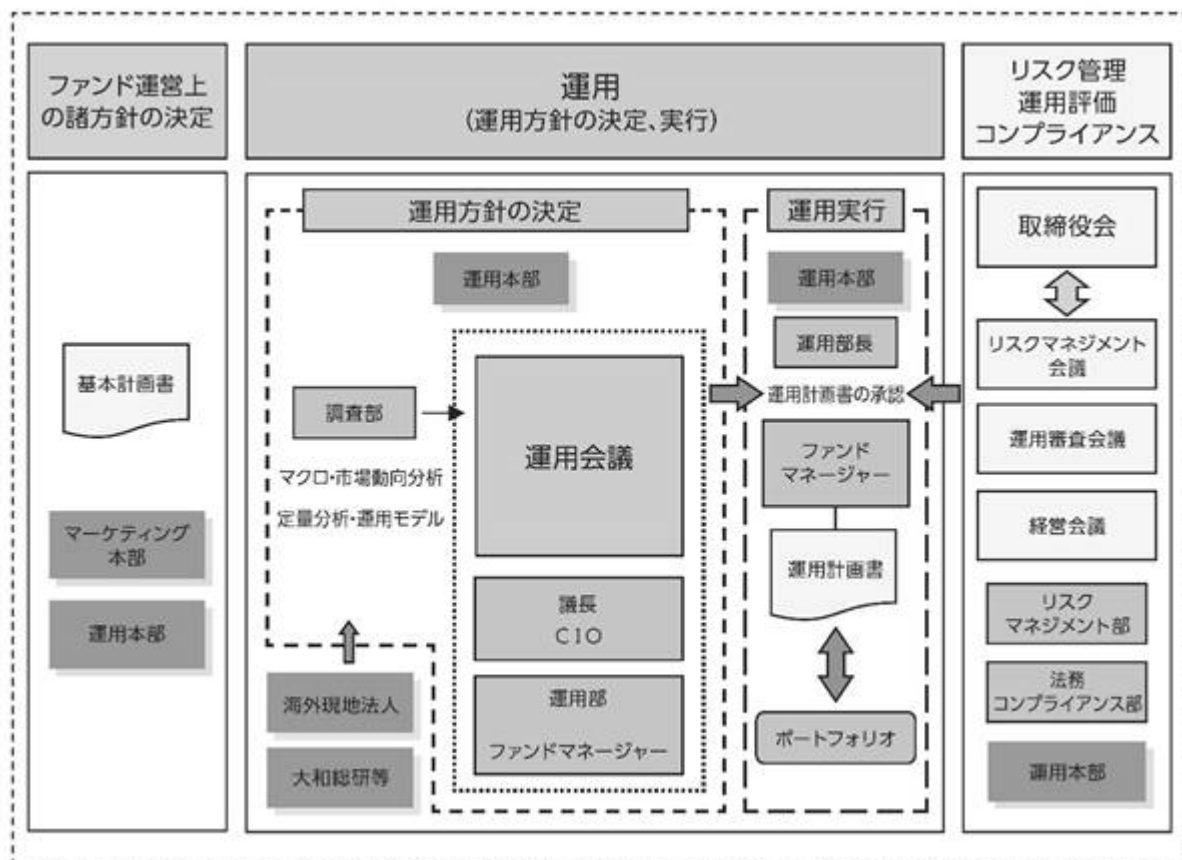 ファンド運営上
の諸方針の決定
運用
(運用方針の決定、実行)
リスク管理
運用評価
コンプライアンス
基本計画書
マーケティング
本部
運用本部
運用方針の決定
運用本部
調査部
マクロ・市場動向分析
定量分析・運用モデル
運用会議
議長
CIO
運用部
ファンドマネージャー
海外現地法人
大和総研等
運用実行
運用本部
運用部長
運用計画書の承認
ファンド
マネージャー
運用計画書
ポートフォリオ
取締役会
リスクマネジメント
会議
運用審査会議
経営会議
リスク
マネジメント部
法務
コンプライアンス部
運用本部